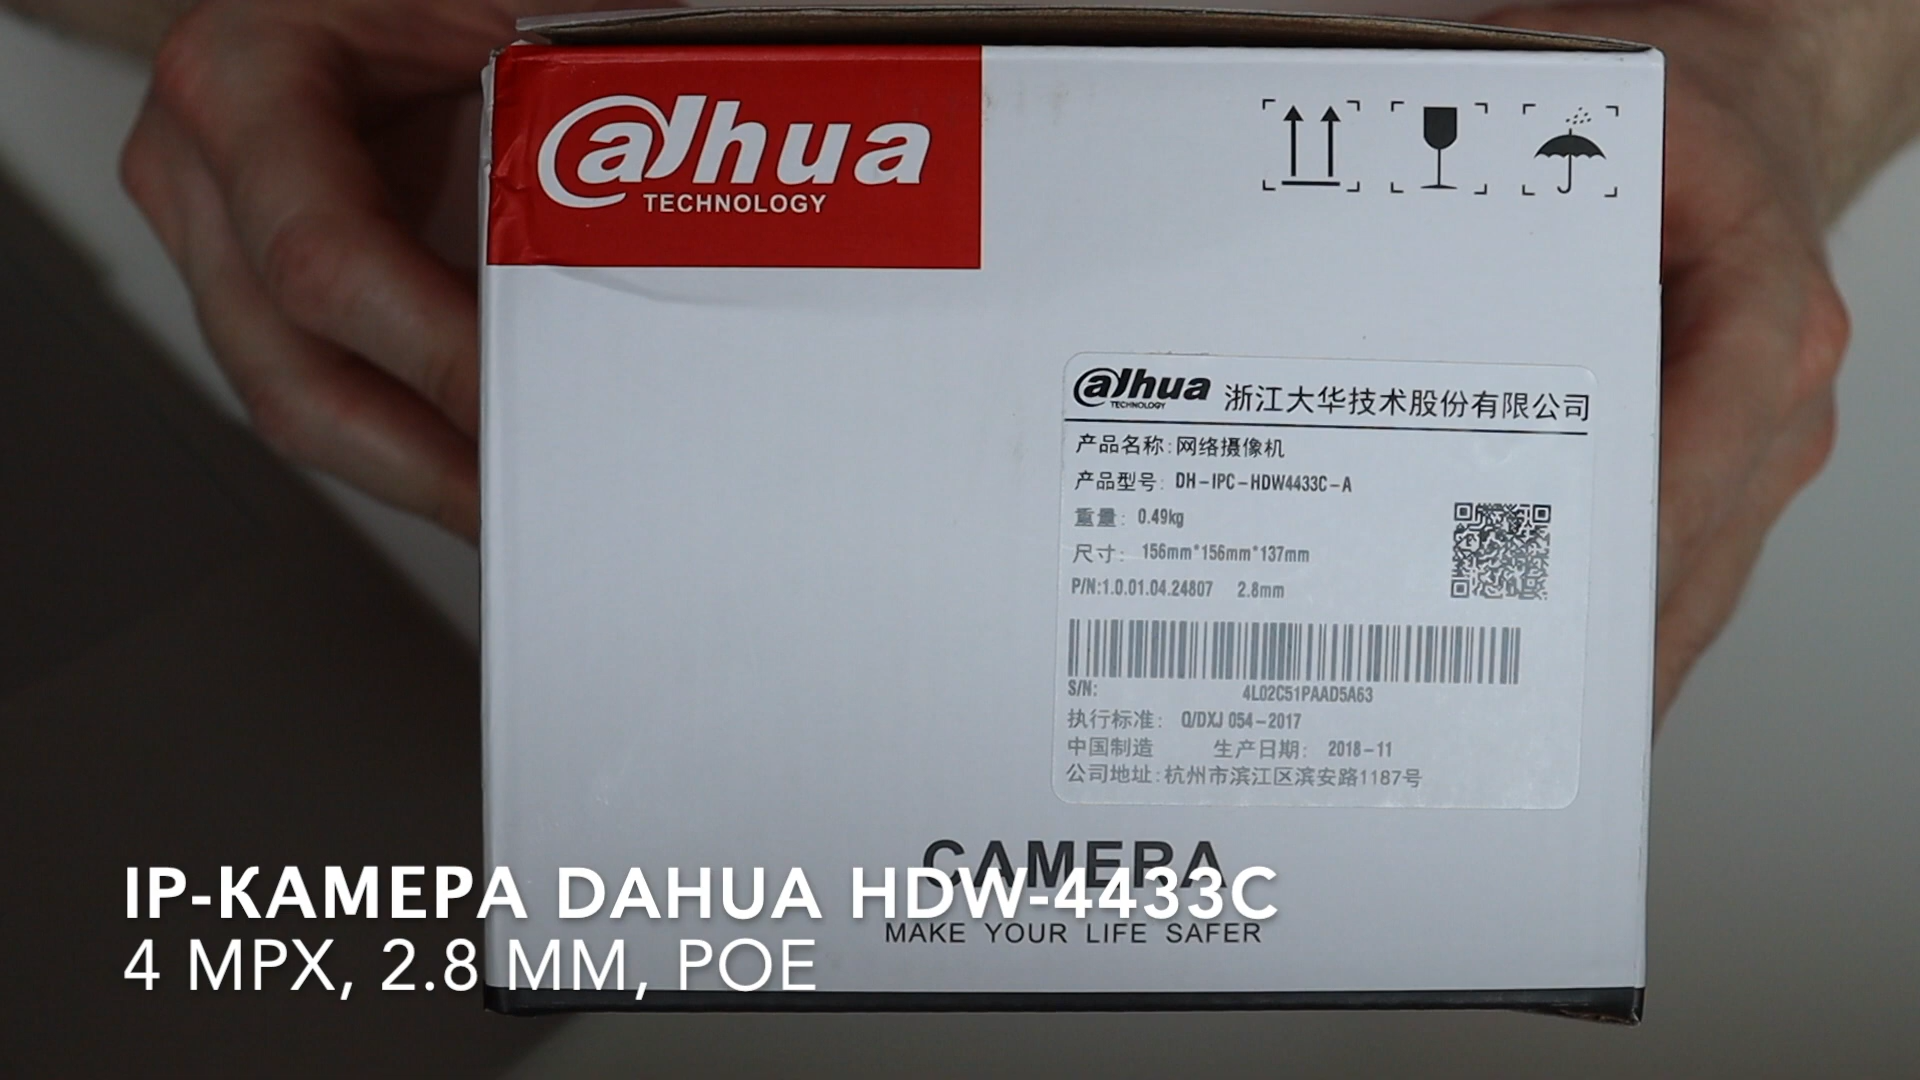 dahua
TECHNOLOGY
dahua
TECHNOLOGY
浙江大华技术股份有限公司
产品名称:网络摄像机
产品型号: DH-IPC-HDW4433C-A
重量: 0.49kg
尺寸: 156mm*156mm*137mm
P/N:1.0.01.04.24807 2.8mm
S/N: 4L02C51PAAD5A63
执行标准: Q/DXJ 054-2017
中国制造 生产日期: 2018-11
公司地址:杭州市滨江区滨安路1187号
CAMERA
IP-КАМЕРА DAHUA HDW-4433C
MAKE YOUR LIFE SAFER
4 MPX, 2.8 MM, POE